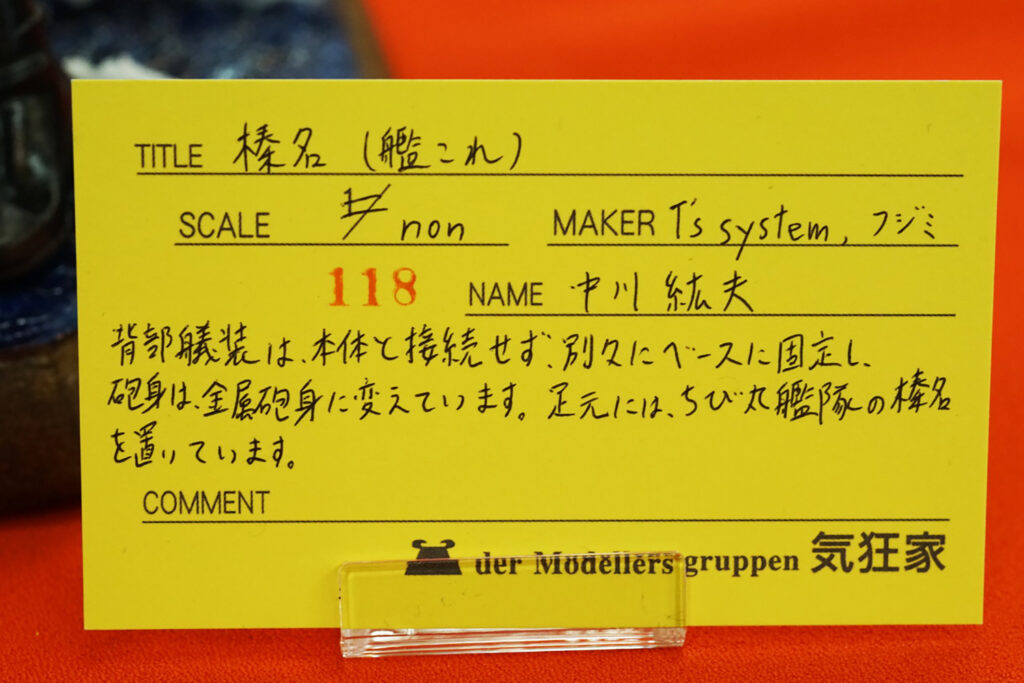 TITLE 榛名 (艦これ)
SCALE non MAKER T's system, フジミ
118 NAME 中川 紘夫
背部艤装は、本体と接続せず、別々にベースに固定し、
砲身は、金属砲身に変えています。足元には、ちび丸艦隊の榛名
を置いています。
COMMENT
der Modellers gruppen 気狂家